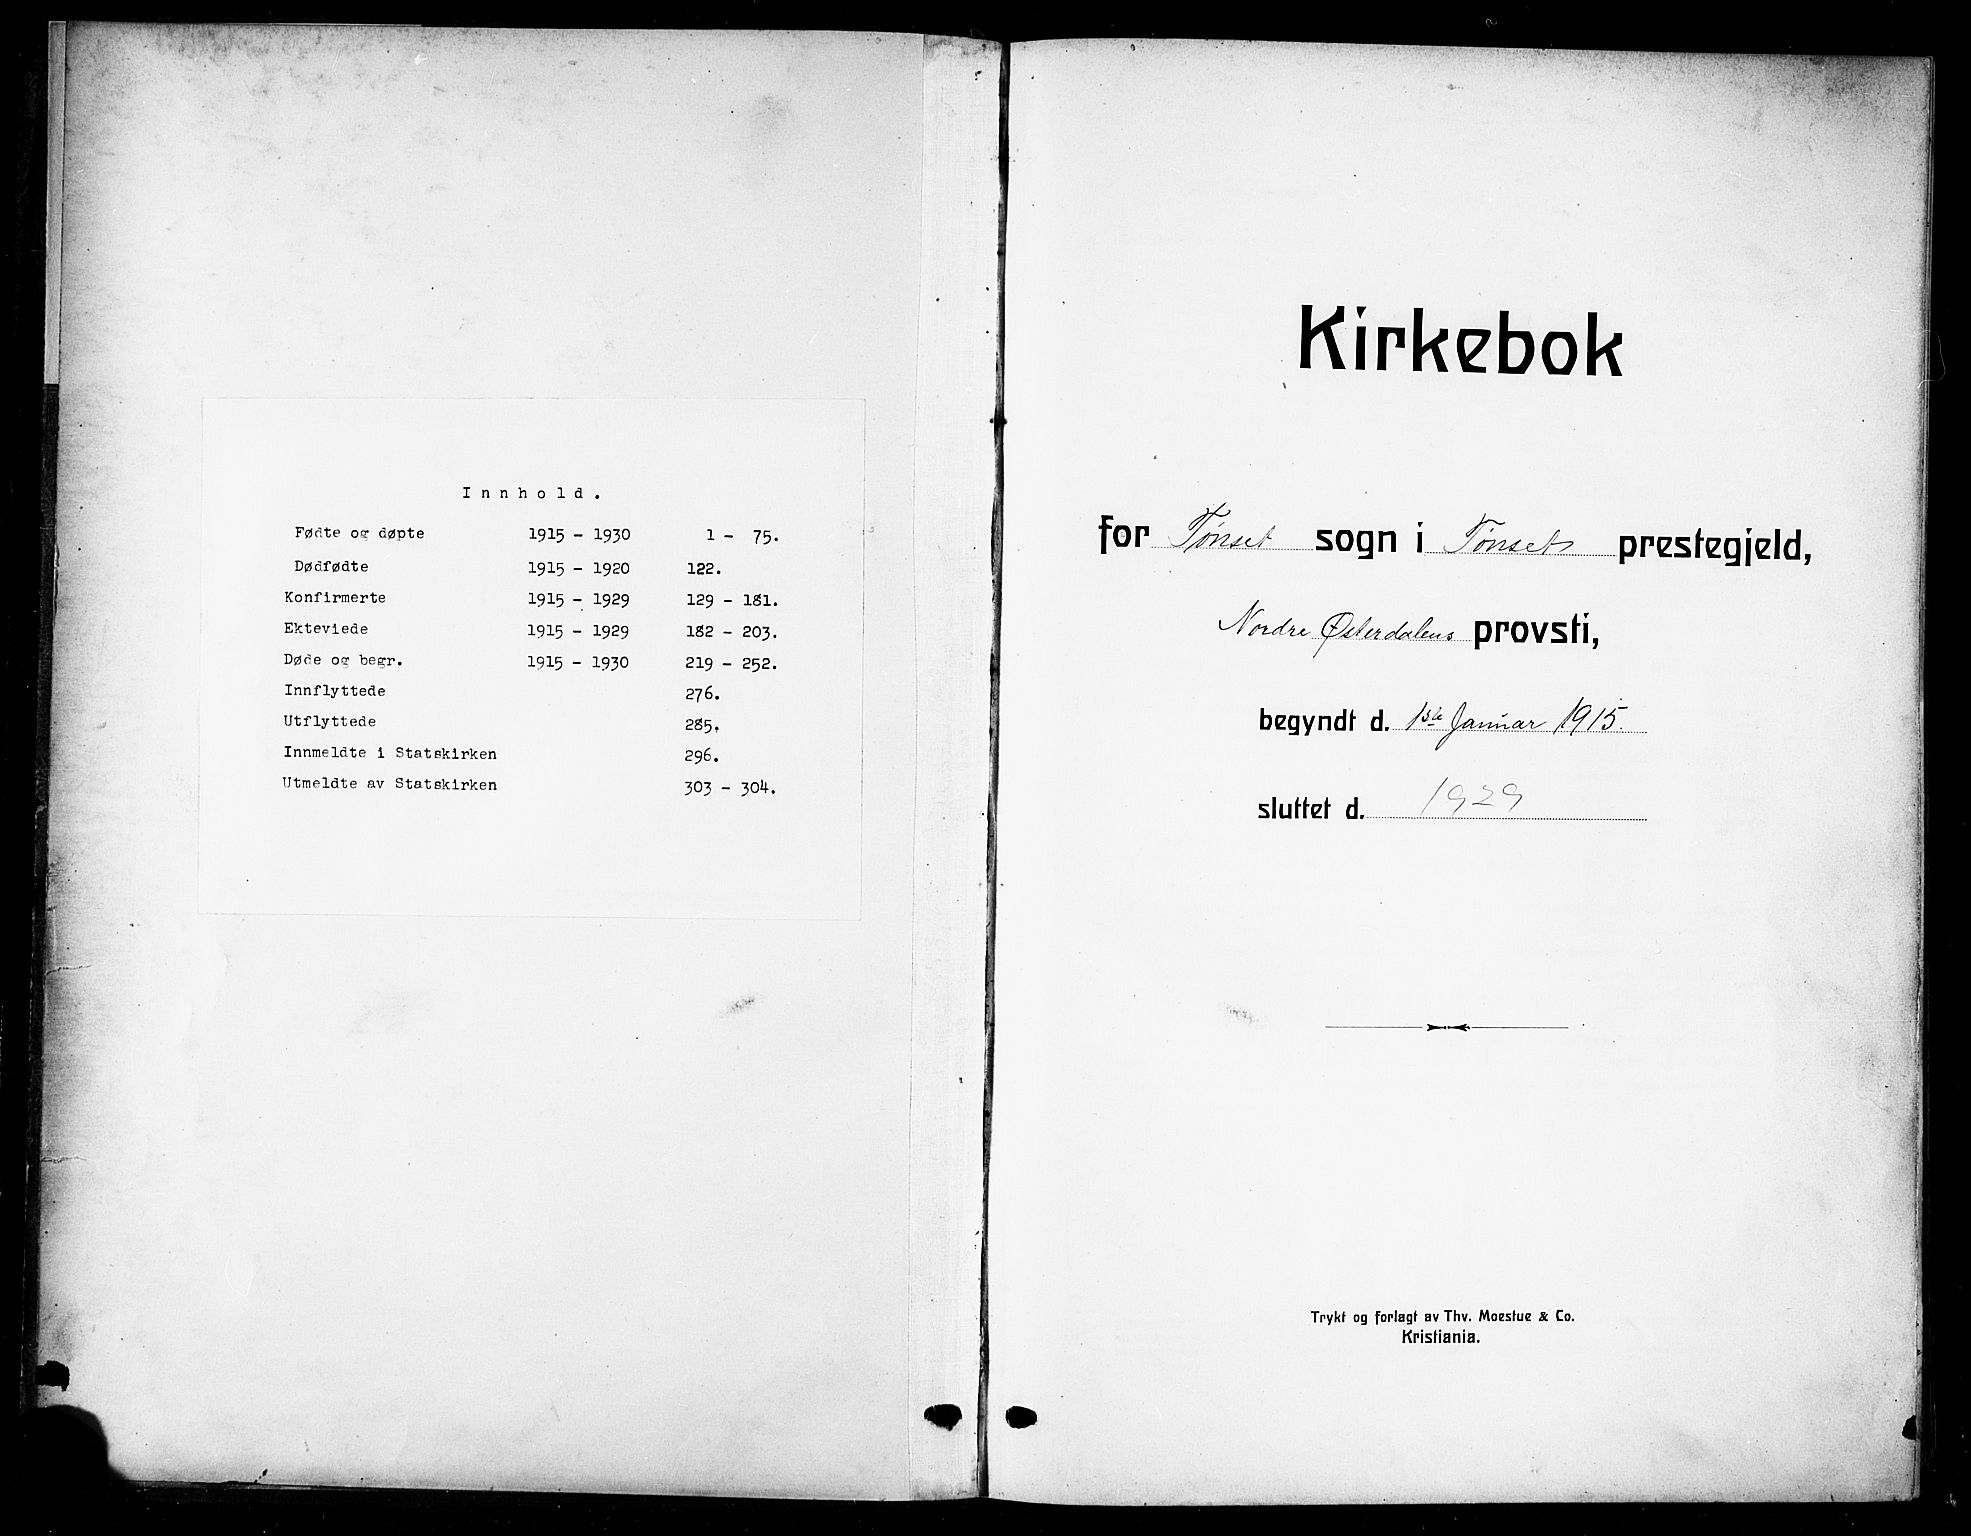 Innhold.
Fødte og døpte 1915 - 1930 1 - 75.
Dødfødte 1915 - 1920 122.
Konfirmerte 1915 - 1929 129 - 181.
Ekteviede 1915 - 1929 182 - 203.
Døde og begr. 1915 - 1930 219 - 252.
Innflyttede 276.
Utflyttede 285.
Innmeldte i Statskirken 296.
Utmeldte av Statskirken 303 - 304.
Kirkebok
for Tønset sogn i Tønset prestegjeld,
Nordre Østerdalens provsti,
begyndt d. 1ste Januar 1915.
sluttet d. 1929
Trykt og forlagt av Thv. Moestue & Co.
Kristiania.